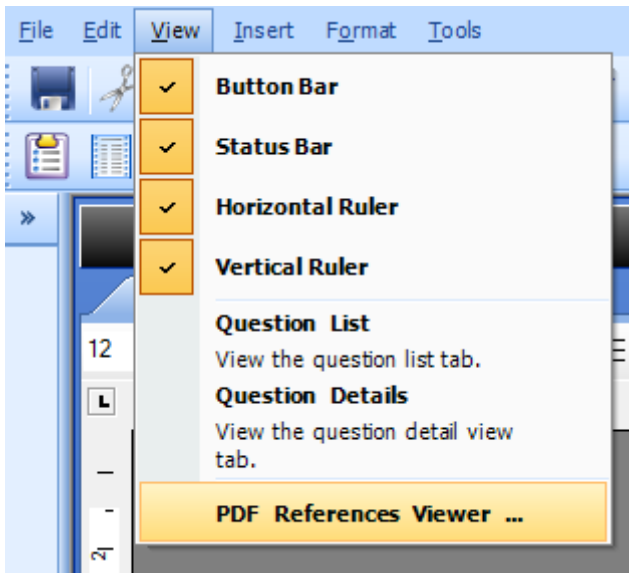 File Edit View Insert Format Tools
Button Bar
Status Bar
Horizontal Ruler
Vertical Ruler
Question List
12
View the question list tab.
Question Details
L
View the question detail view
tab.
PDF References Viewer ...
2